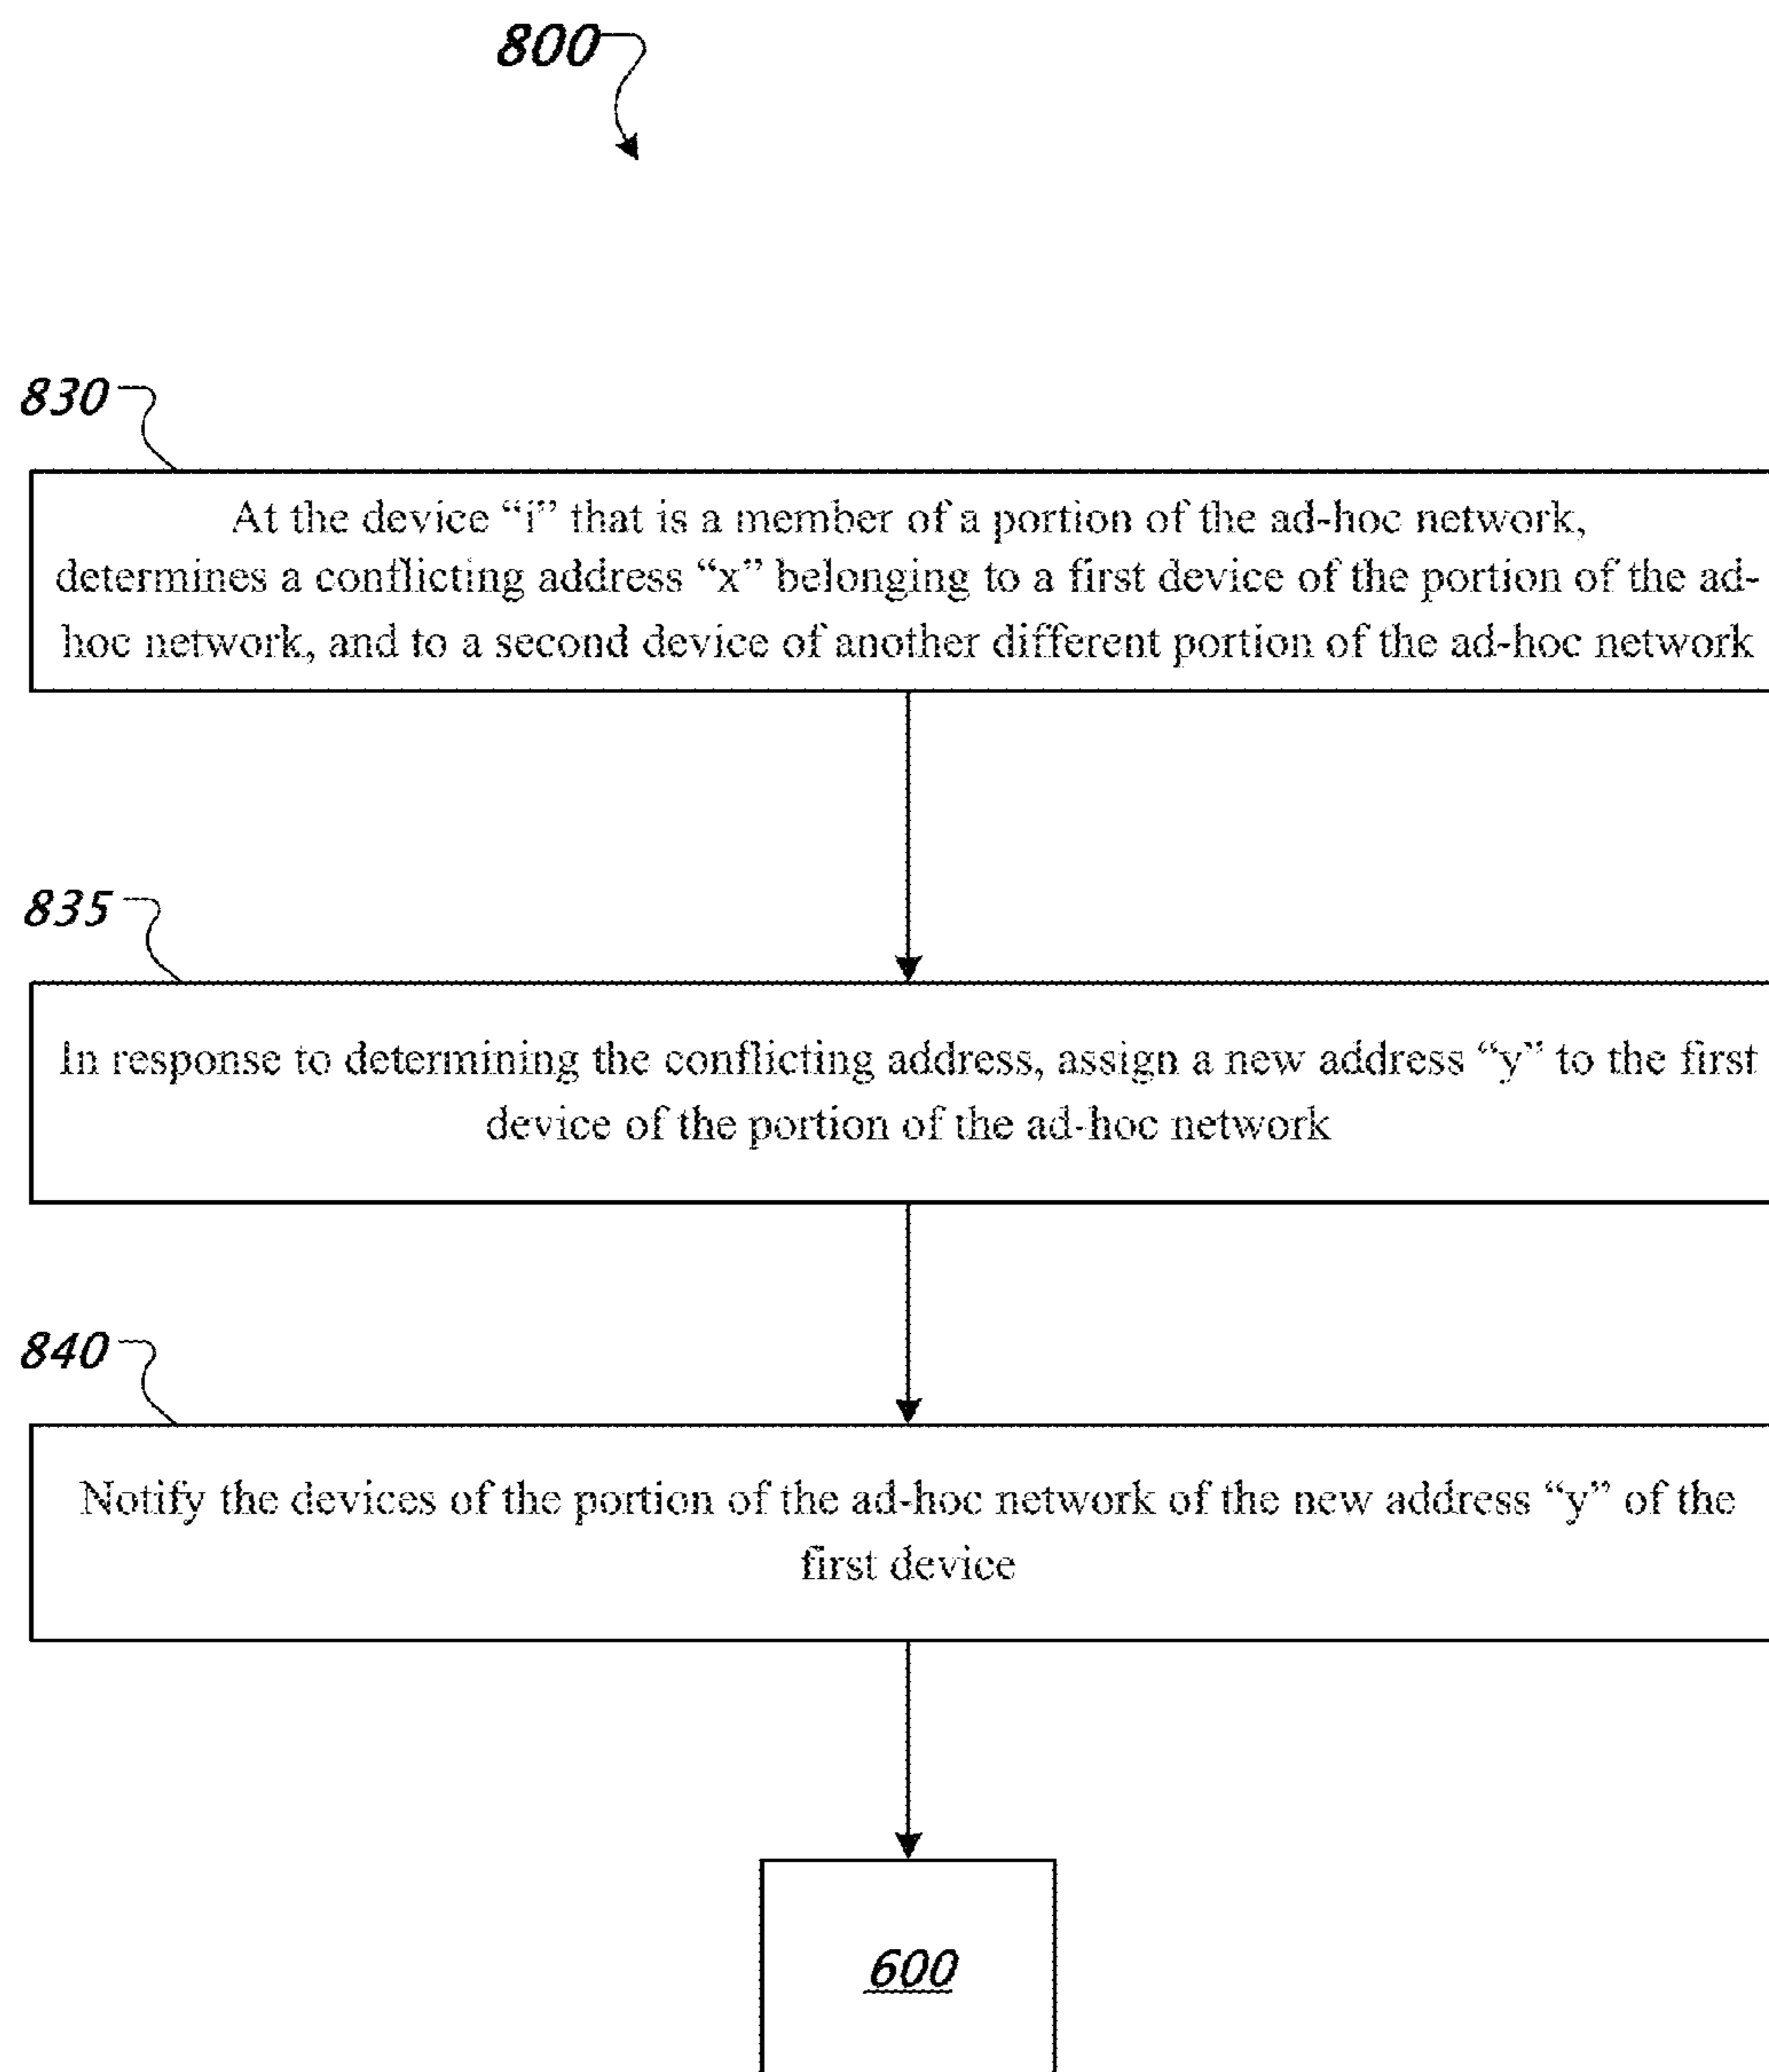 800
830
At the device “i” that is a member of a portion of the ad-hoc network,
determines a conflicting address “x” belonging to a first device of the portion of the ad-
hoc network, and to a second device of another different portion of the ad-hoc network
835
In response to determining the conflicting address, assign a new address “y” to the first
device of the portion of the ad-hoc network
840
Notify the devices of the portion of the ad-hoc network of the new address “y” of the
first device
600